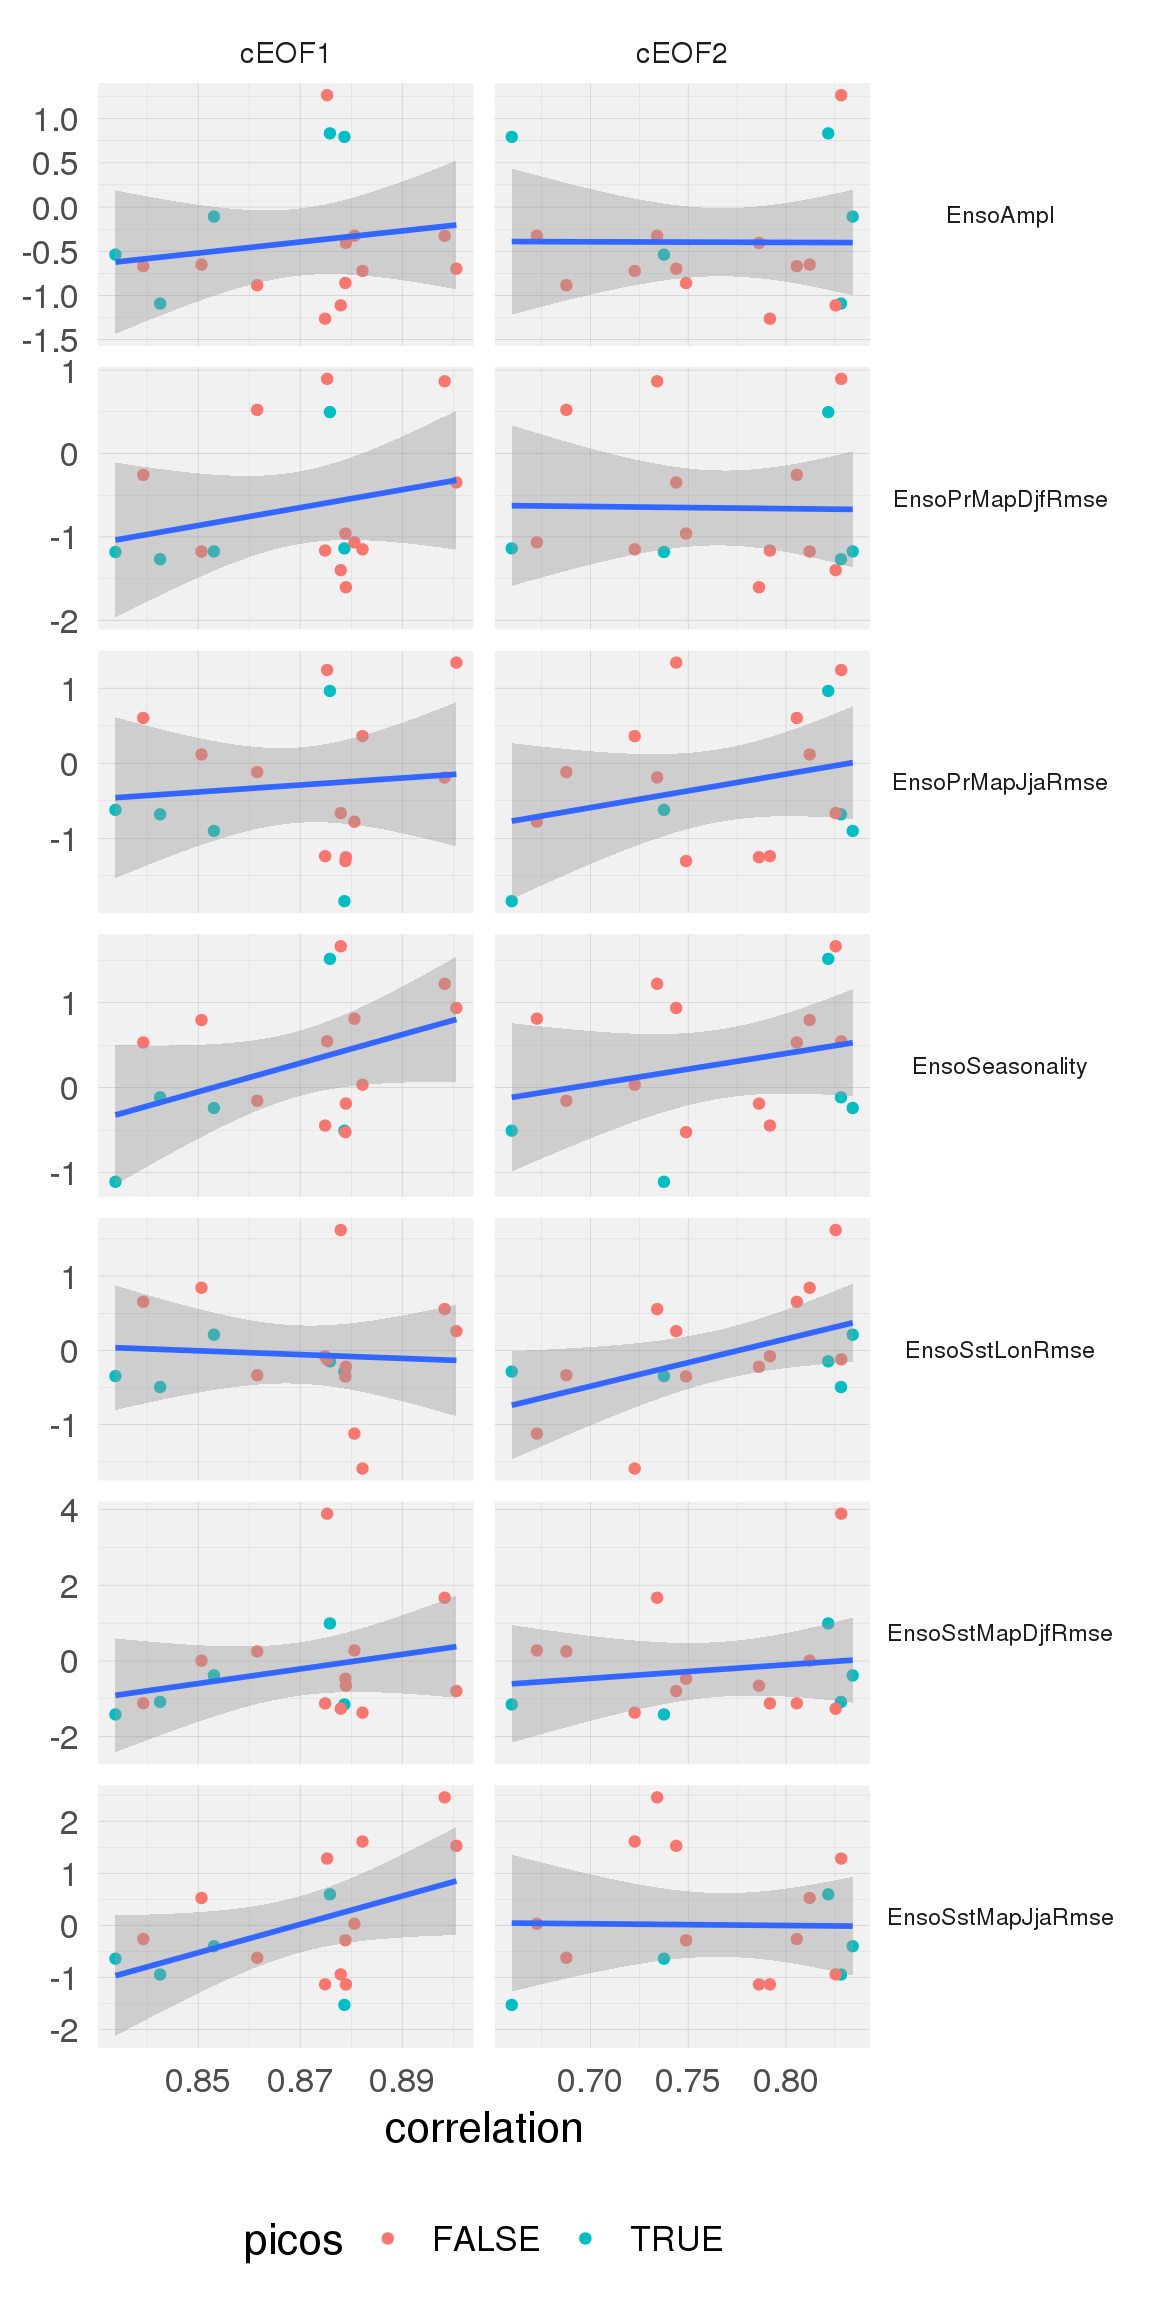 cEOF1 cEOF2
1.0
0.5
0.0
-0.5
-1.0
-1.5
EnsoAmpl
1
0
-1
-2
EnsoPrMapDjfRmse
1
0
-1
EnsoPrMapJjaRmse
1
0
-1
EnsoSeasonality
1
0
-1
EnsoSstLonRmse
4
2
0
-2
EnsoSstMapDjfRmse
2
1
0
-1
-2
EnsoSstMapJjaRmse
0.85 0.87 0.89 0.70 0.75 0.80
correlation
picos FALSE TRUE